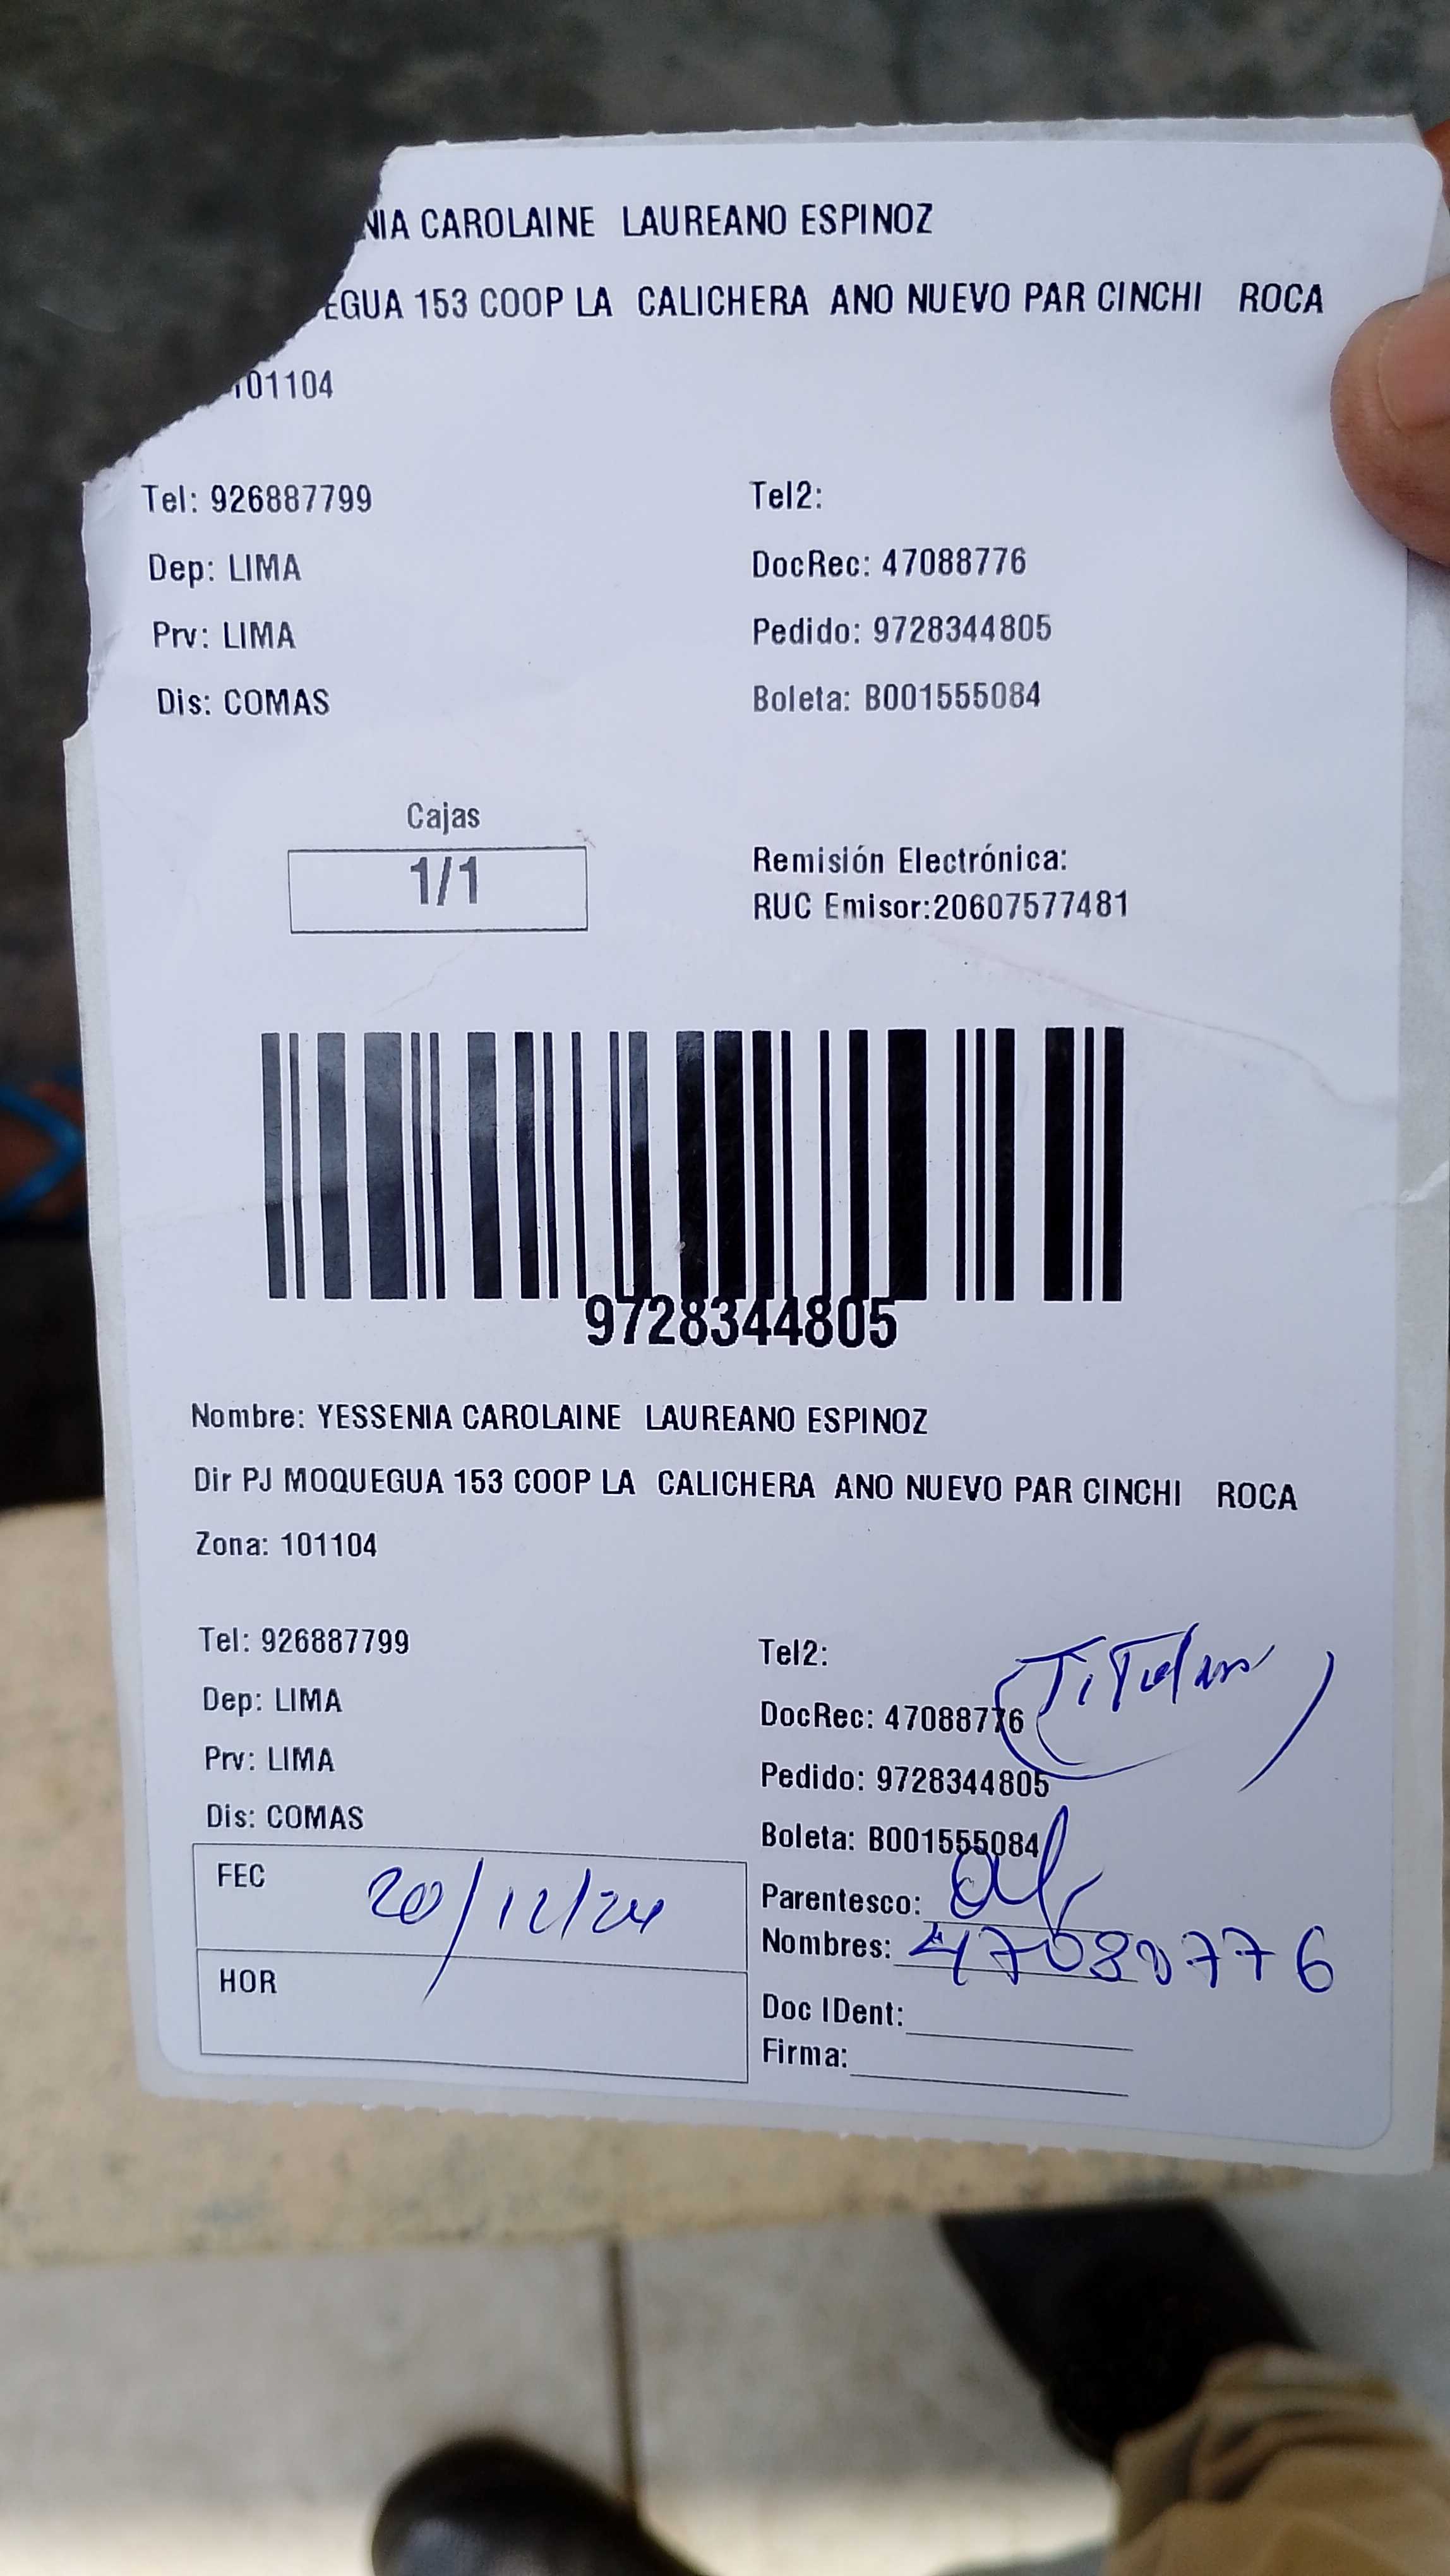 NIA CAROLAINE LAUREANO ESPINOZ
EGUA 153 COOP LA CALICHERA ANO NUEVO PAR CINCHI ROCA
101104
Tel: 926887799
Tel2:
Dep: LIMA
DocRec: 47088776
Prv: LIMA
Pedido: 9728344805
Dis: COMAS
Boleta: B001555084
Cajas
1/1
Remisión Electrónica:
RUC Emisor:20607577481
9728344805
Nombre: YESSENIA CAROLAINE LAUREANO ESPINOZ
Dir PJ MOQUEGUA 153 COOP LA CALICHERA ANO NUEVO PAR CINCHI ROCA
Zona: 101104
Tel: 926887799
Tel2:
Titular
Dep: LIMA
DocRec: 47088776
Prv: LIMA
Pedido: 9728344805
Dis: COMAS
Boleta: B001555084
FEC 20/12/24
Parentesco:
Nombres: 47088776
HOR
Doc IDent:
Firma: